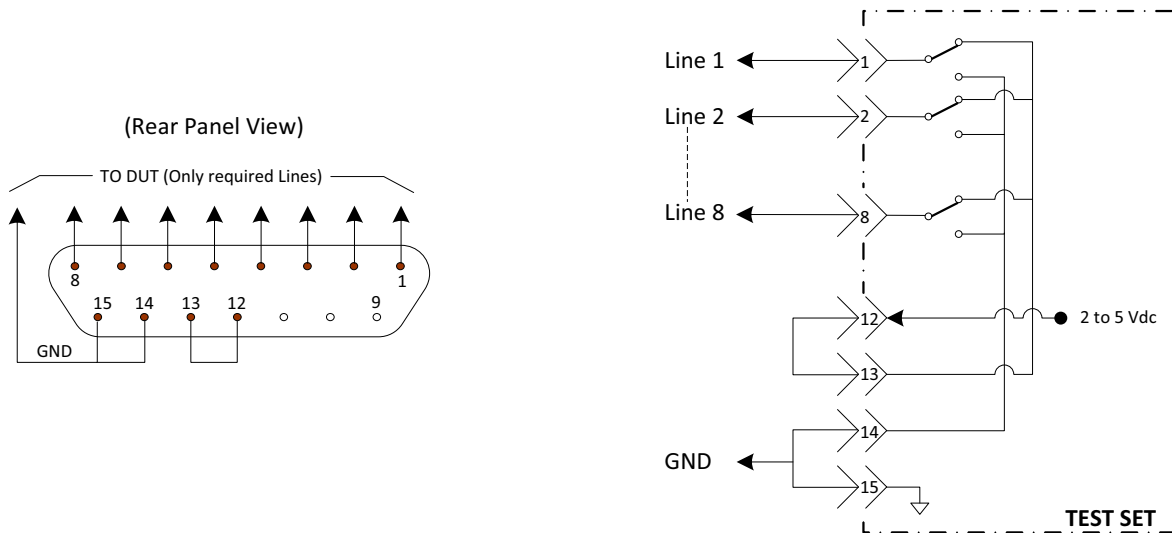 (Rear Panel View)
TO DUT (Only required Lines)
8
1
15
14
13
12
9
GND
Line 1
1
Line 2
2
Line 8
8
12
2 to 5 Vdc
13
14
GND
15
TEST SET